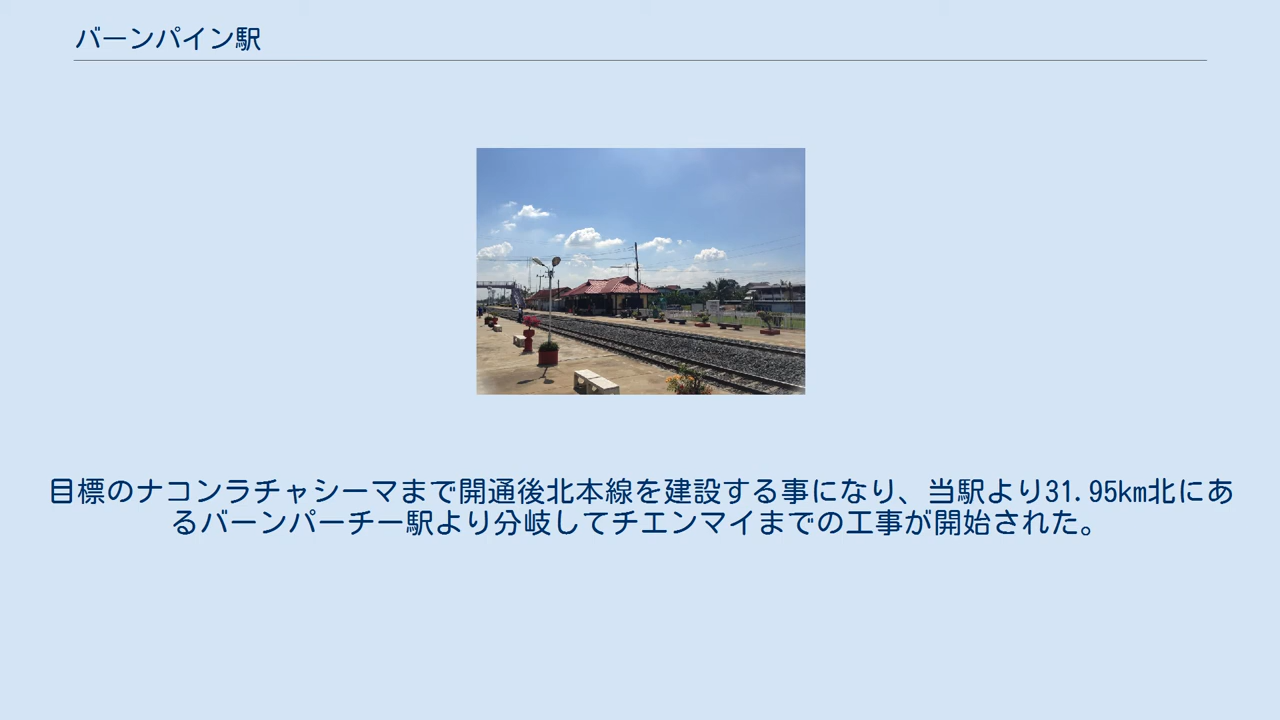 バーンパイン駅
目標のナコンラチャシーマまで開通後北本線を建設する事になり、当駅より31.95km北にあ
るバーンパーチー駅より分岐してチエンマイまでの工事が開始された。